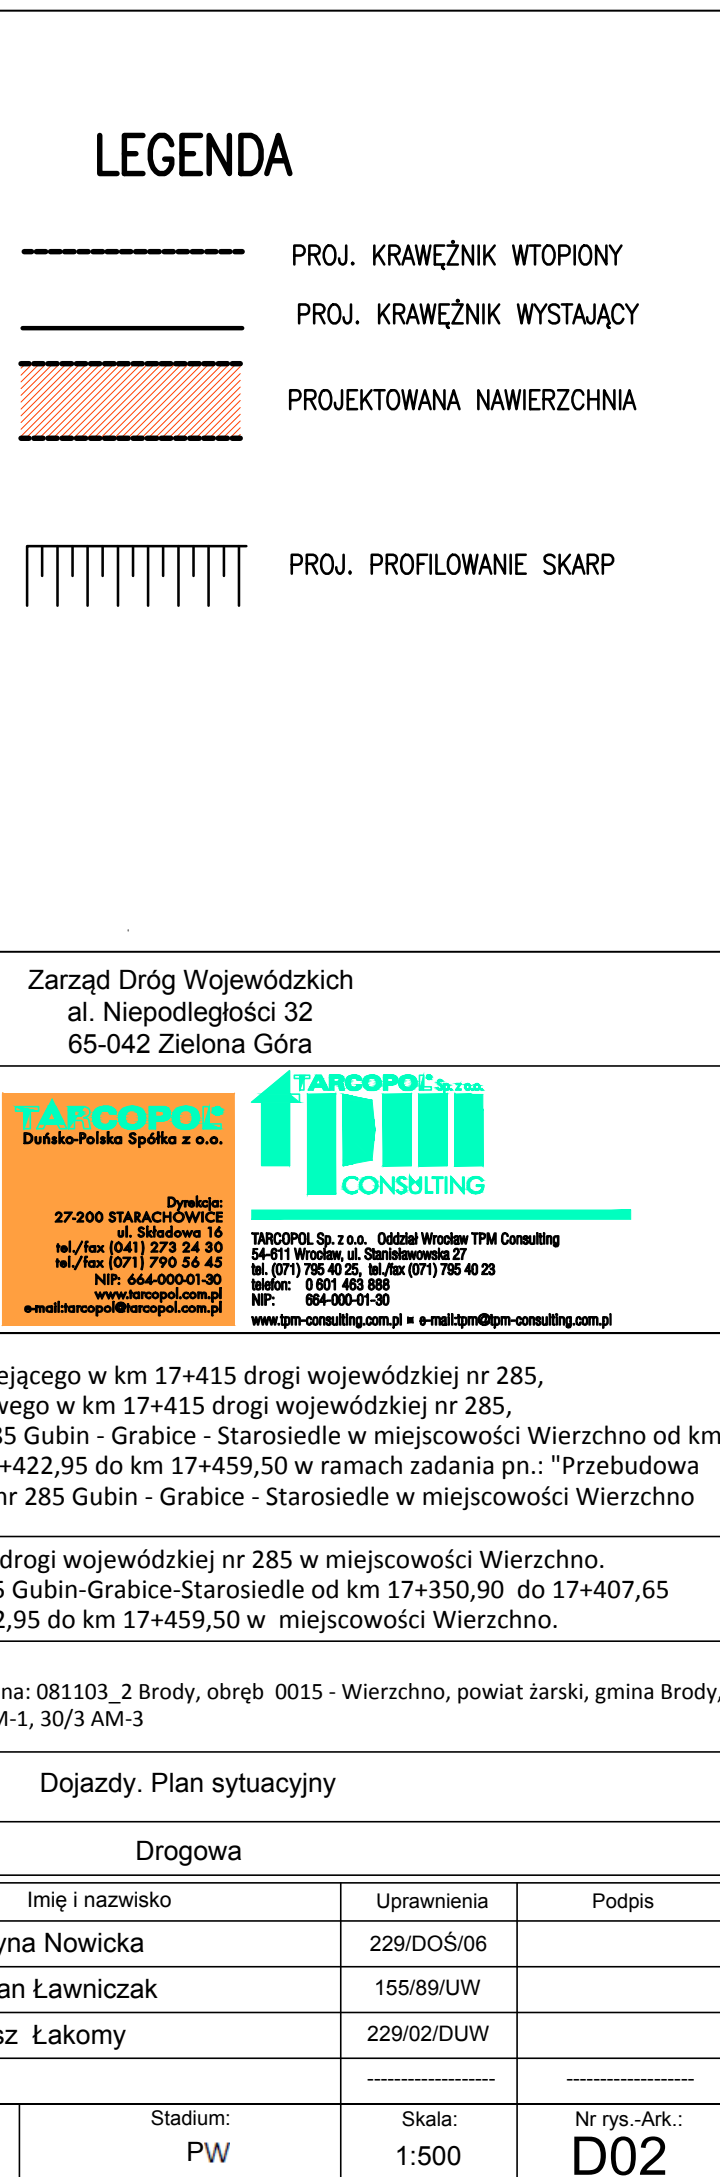 LEGENDA
PROJ. KRAWĘŻNIK WTOPIONY
PROJ. KRAWĘŻNIK WYSTAJĄCY
PROJEKTOWANA NAWIERZCHNIA
PROJ. PROFILOWANIE SKARP
Zarząd Dróg Wojewódzkich
al. Niepodległości 32
65-042 Zielona Góra
TARCOPOL
Duńsko-Polska Spółka z o.o.
Dyrekcja:
27-200 STARACHOWICE
ul. Składowa 16
tel./fax (041) 273 24 30
tel./fax (071) 790 56 45
NIP: 664-000-01-30
www.tarcopol.com.pl
e-mail:tarcopol@tarcopol.com.pl
TARCOPOL Sp. z o.o.
tpm
CONSULTING
TARCOPOL Sp. z o.o. Oddział Wrocław TPM Consulting
54-611 Wrocław, ul. Stanisławowska 27
tel. (071) 795 40 25, tel./fax (071) 795 40 23
telefon: 0 601 463 888
NIP: 664-000-01-30
www.tpm-consulting.com.pl ■ e-mail:tpm@tpm-consulting.com.pl
ejącego w km 17+415 drogi wojewódzkiej nr 285,
wego w km 17+415 drogi wojewódzkiej nr 285,
35 Gubin - Grabice - Starosiedle w miejscowości Wierzchno od km
+422,95 do km 17+459,50 w ramach zadania pn.: "Przebudowa
nr 285 Gubin - Grabice - Starosiedle w miejscowości Wierzchno
drogi wojewódzkiej nr 285 w miejscowości Wierzchno.
5 Gubin-Grabice-Starosiedle od km 17+350,90 do 17+407,65
2,95 do km 17+459,50 w miejscowości Wierzchno.
na: 081103_2 Brody, obręb 0015 - Wierzchno, powiat żarski, gmina Brody,
M-1, 30/3 AM-3
Dojazdy. Plan sytuacyjny
Drogowa
Imię i nazwisko Uprawnienia Podpis
yna Nowicka 229/DOŚ/06
an Ławniczak 155/89/UW
sz Łakomy 229/02/DUW
------------------- -------------------
Stadium: Skala: Nr rys.-Ark.:
PW 1:500 D02